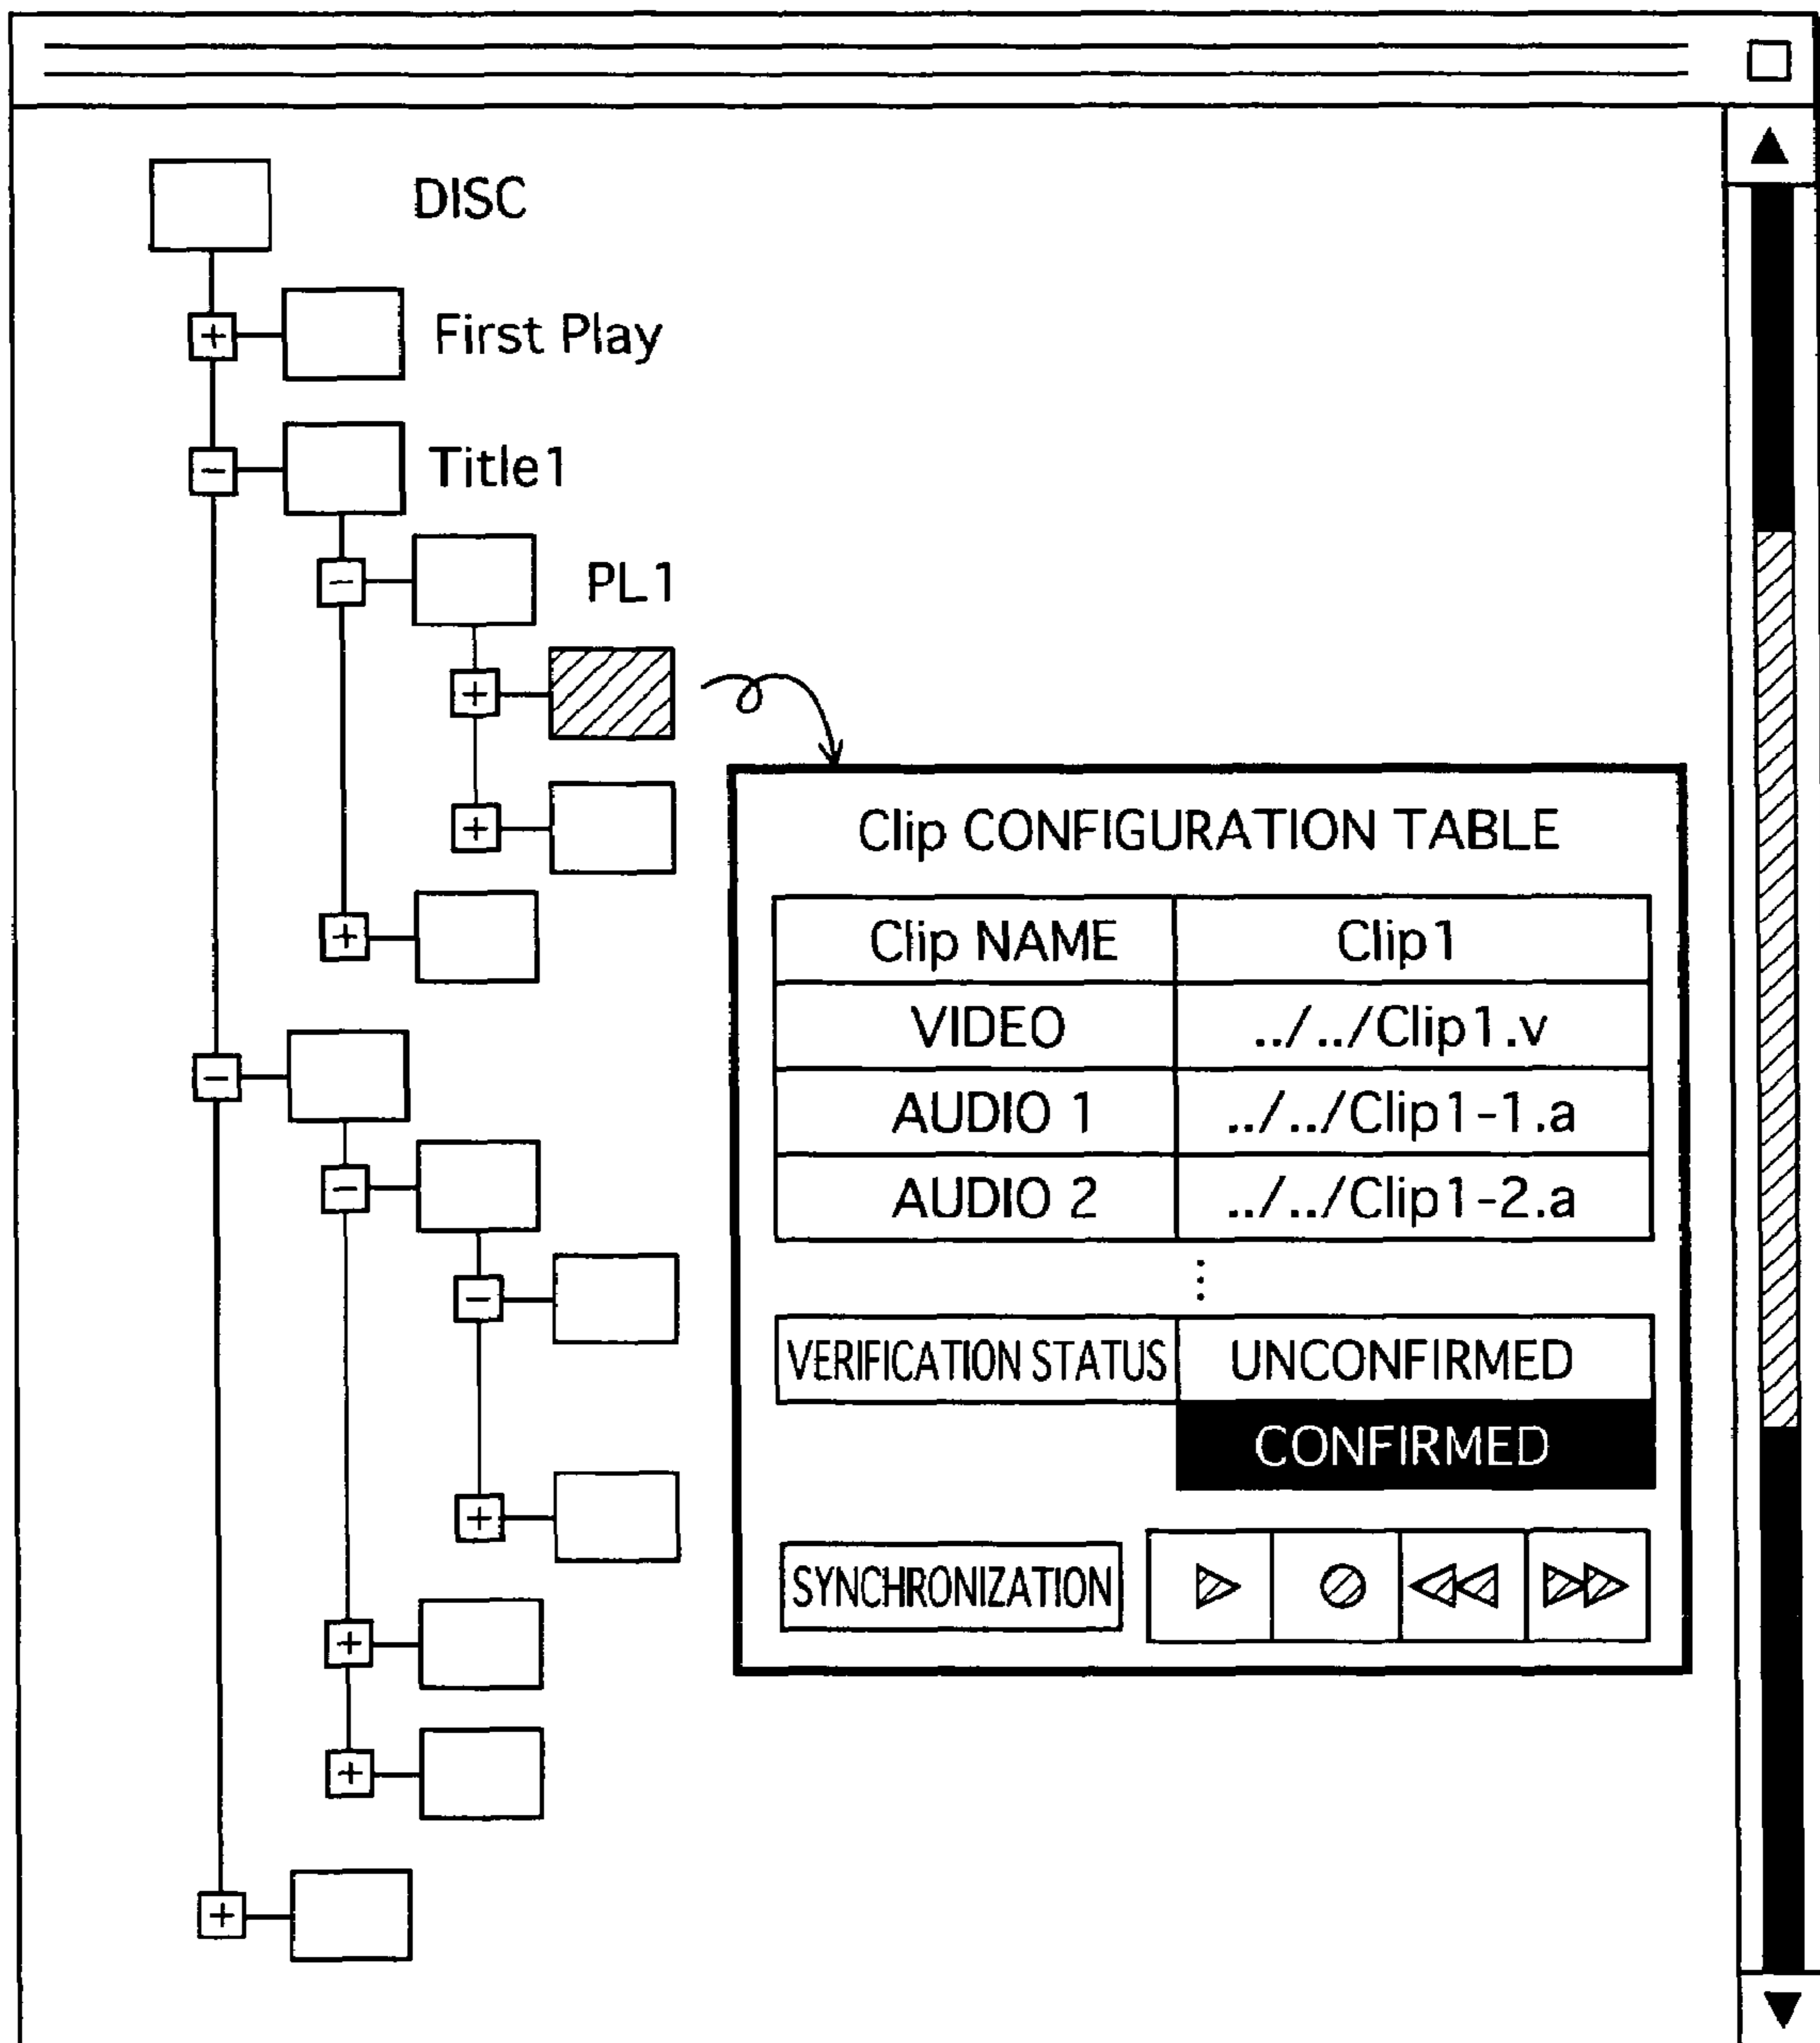 DISC
First Play
Title1
PL1
Clip CONFIGURATION TABLE
Clip NAME Clip1
VIDEO ../../Clip1.v
AUDIO 1 ../../Clip1-1.a
AUDIO 2 ../../Clip1-2.a
VERIFICATION STATUS UNCONFIRMED
CONFIRMED
SYNCHRONIZATION